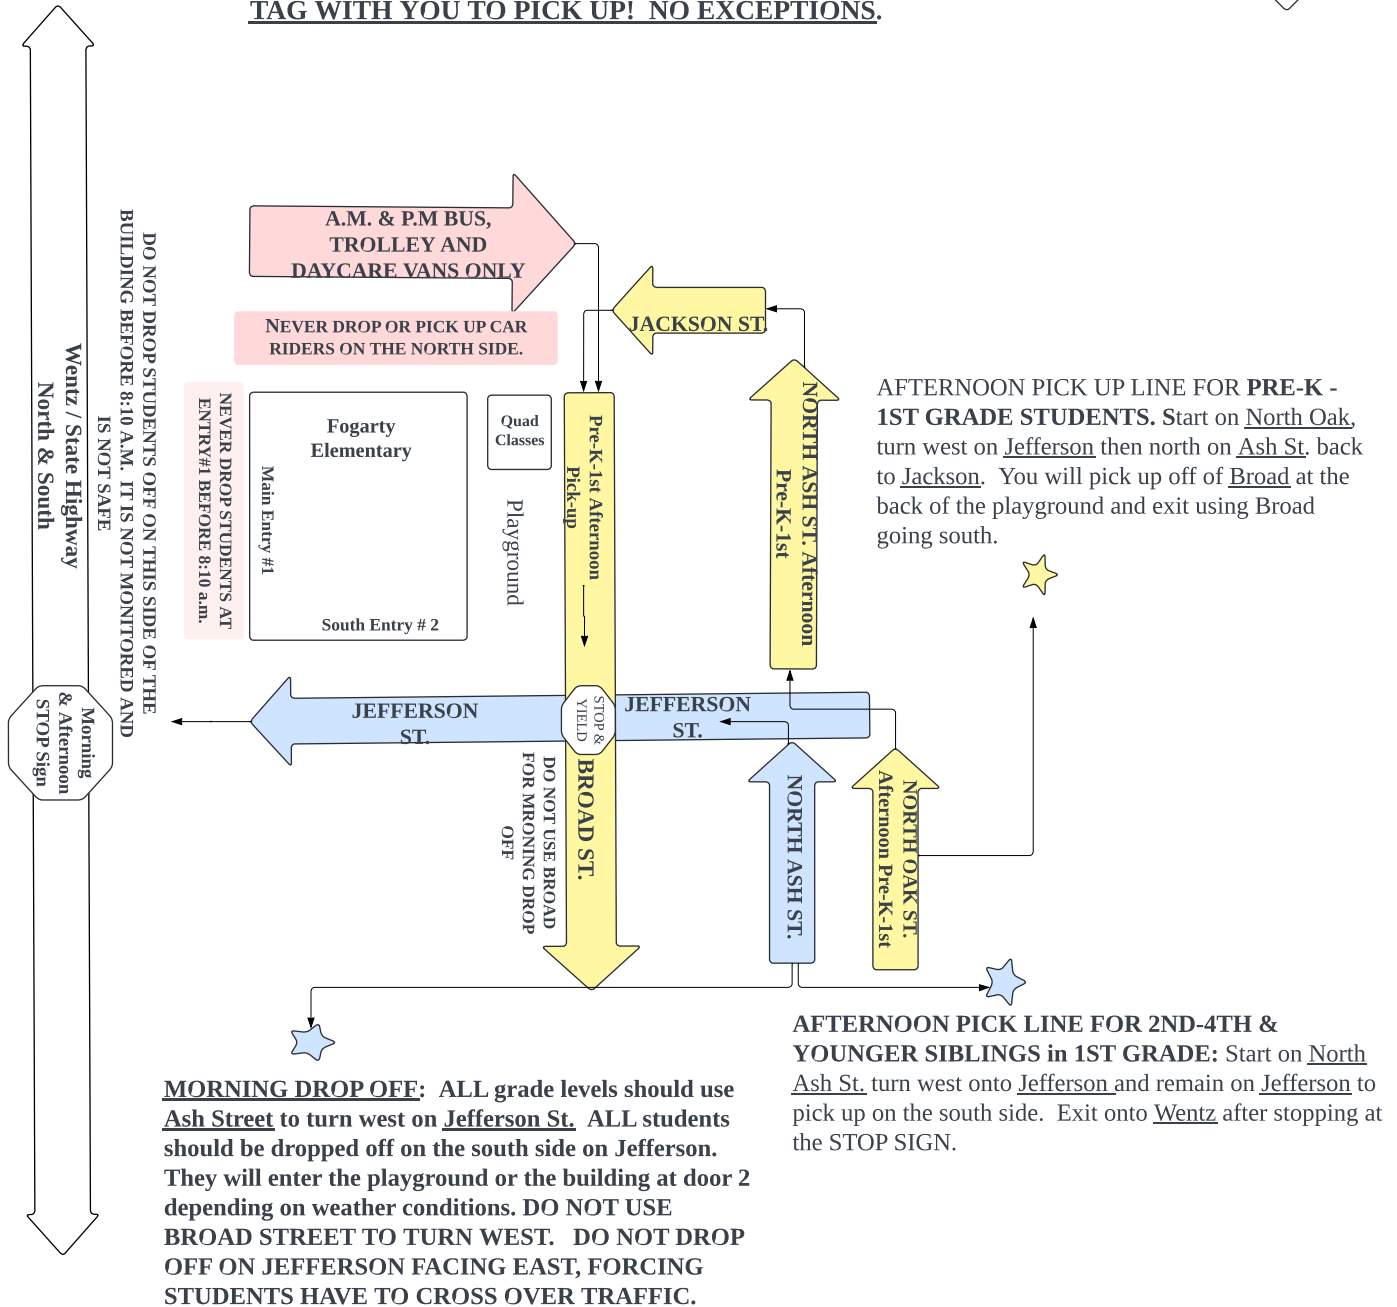 TAG WITH YOU TO PICK UP!  NO EXCEPTIONS.
A.M. & P.M BUS,
TROLLEY AND
DAYCARE VANS ONLY
NEVER DROP OR PICK UP CAR
RIDERS ON THE NORTH SIDE.
JACKSON ST.
Wentz / State Highway
North & South
DO NOT DROP STUDENTS OFF ON THIS SIDE OF THE
BUILDING BEFORE 8:10 A.M.  IT IS NOT MONITORED AND
IS NOT SAFE
NEVER DROP STUDENTS AT
ENTRY#1 BEFORE 8:10 a.m.
Fogarty
Elementary
Main Entry #1
South Entry # 2
Quad
Classes
Playground
Pre-K-1st Afternoon
Pick-up
NORTH ASH ST. Afternoon
Pre-K-1st
AFTERNOON PICK UP LINE FOR PRE-K -
1ST GRADE STUDENTS. Start on North Oak,
turn west on Jefferson then north on Ash St. back
to Jackson.  You will pick up off of Broad at the
back of the playground and exit using Broad
going south.
Morning
& Afternoon
STOP Sign
JEFFERSON
ST.
STOP &
YIELD
JEFFERSON
ST.
DO NOT USE BROAD
FOR MRONING DROP
OFF
BROAD ST.
NORTH ASH ST.
NORTH OAK ST.
Afternoon Pre-K-1st
AFTERNOON PICK LINE FOR 2ND-4TH &
YOUNGER SIBLINGS in 1ST GRADE: Start on North
Ash St. turn west onto Jefferson and remain on Jefferson to
pick up on the south side.  Exit onto Wentz after stopping at
the STOP SIGN.
MORNING DROP OFF:  ALL grade levels should use
Ash Street to turn west on Jefferson St.  ALL students
should be dropped off on the south side on Jefferson.
They will enter the playground or the building at door 2
depending on weather conditions. DO NOT USE
BROAD STREET TO TURN WEST.   DO NOT DROP
OFF ON JEFFERSON FACING EAST, FORCING
STUDENTS HAVE TO CROSS OVER TRAFFIC.